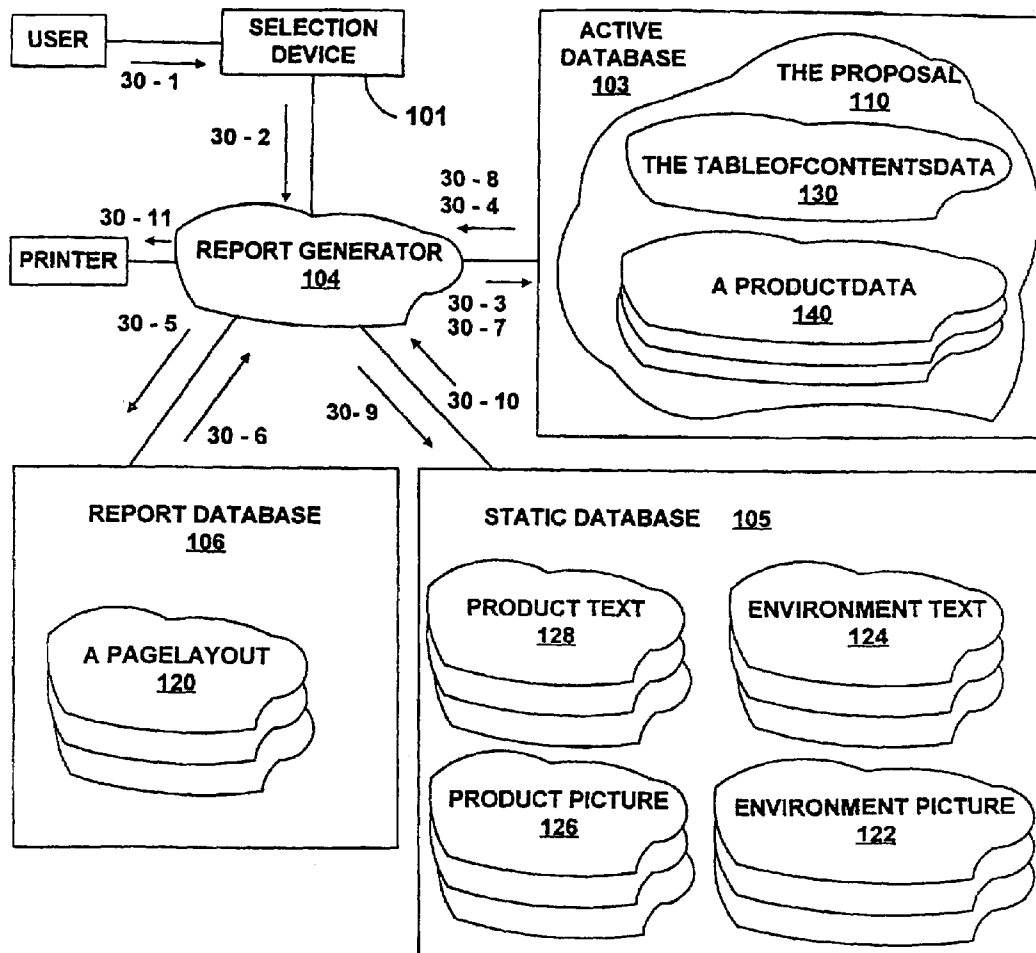 USER
SELECTION
DEVICE
30 - 1
101
30 - 2
ACTIVE
DATABASE
103
THE PROPOSAL
110
THE TABLEOFCONTENTSDATA
130
A PRODUCTDATA
140
30 - 8
30 - 4
30 - 11
PRINTER
REPORT GENERATOR
104
30 - 3
30 - 7
30 - 5
30 - 6
30- 9
30 - 10
REPORT DATABASE
106
A PAGELAYOUT
120
STATIC DATABASE 105
PRODUCT TEXT
128
ENVIRONMENT TEXT
124
PRODUCT PICTURE
126
ENVIRONMENT PICTURE
122